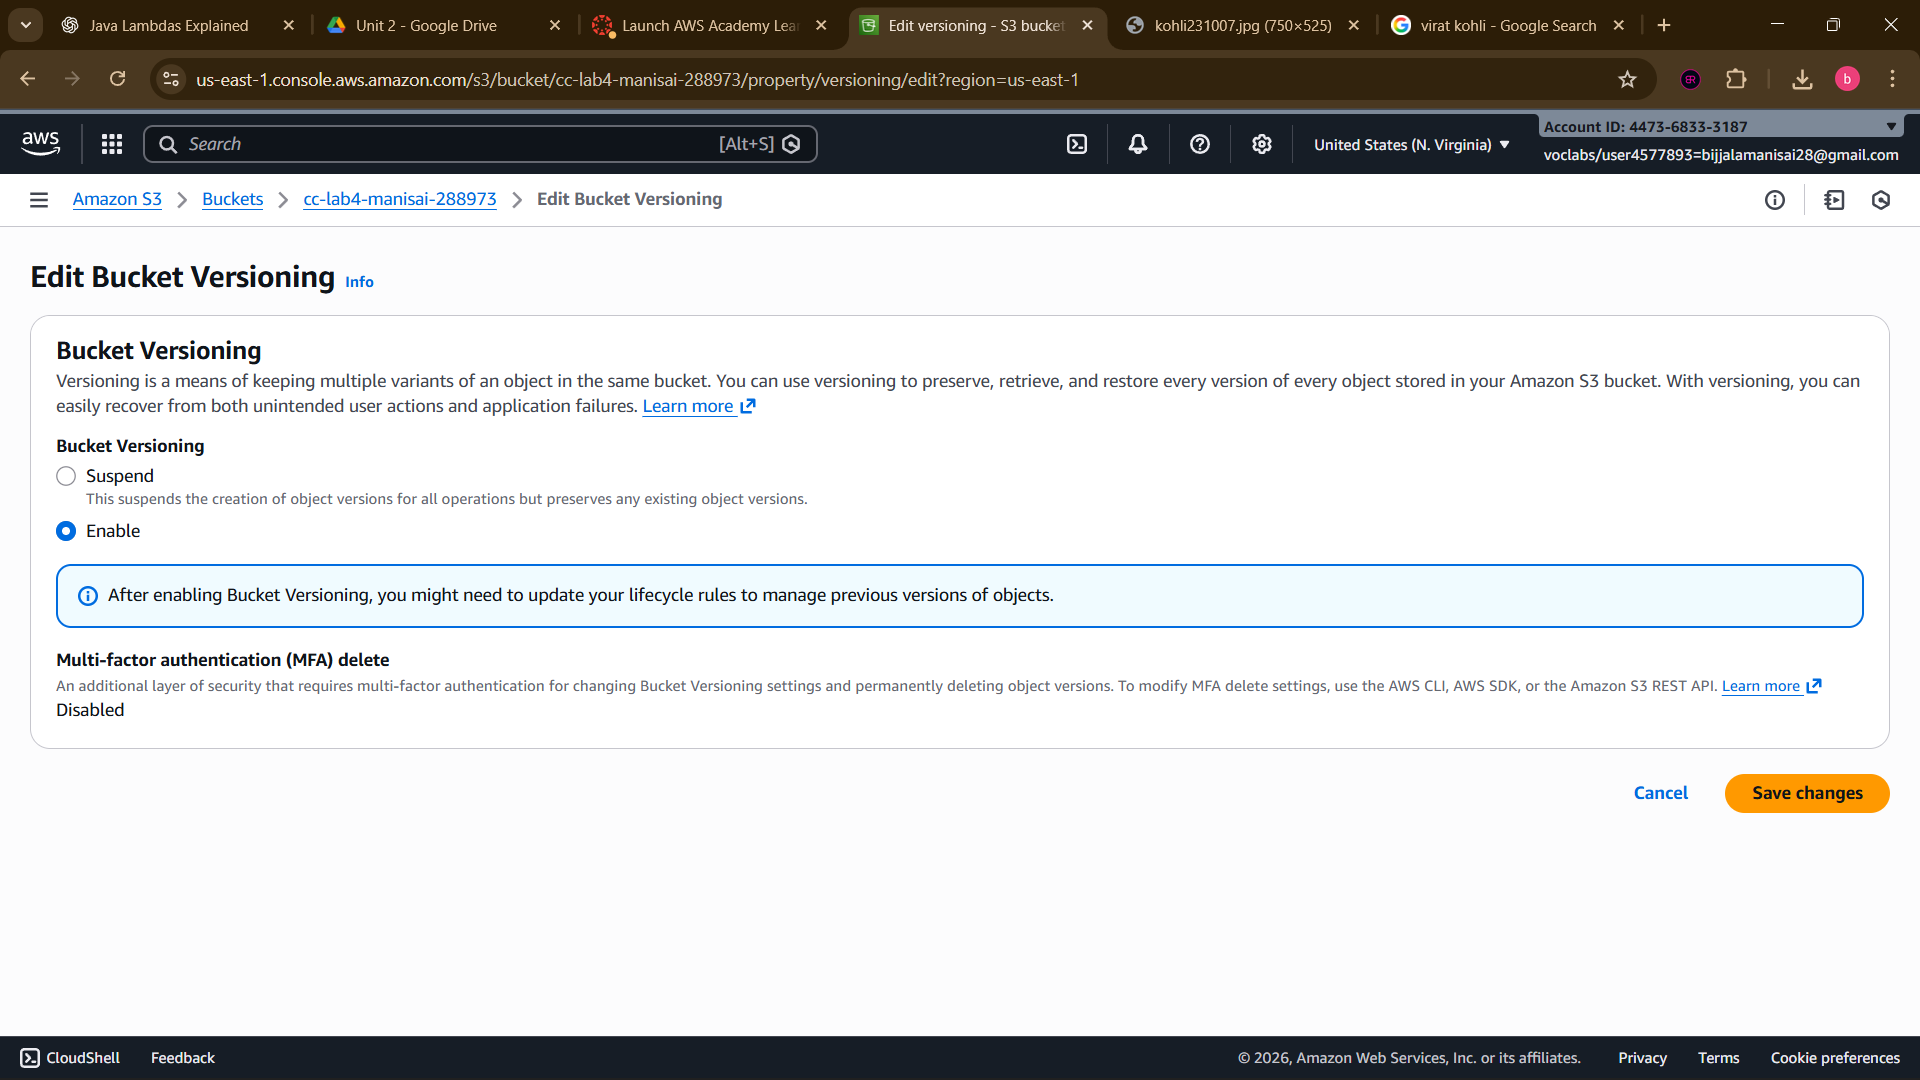 Java Lambdas Explained
Unit 2 - Google Drive
Launch AWS Academy Lea
Edit versioning - S3 bucket
kohli231007.jpg (750×525)
virat kohli - Google Search
us-east-1.console.aws.amazon.com/s3/bucket/cc-lab4-manisai-288973/property/versioning/edit?region=us-east-1
BR
b
aws
Search
[Alt+S]
United States (N. Virginia)
Account ID: 4473-6833-3187
voclabs/user4577893=bijjalamanisai28@gmail.com
Amazon S3
Buckets
cc-lab4-manisai-288973
Edit Bucket Versioning
Edit Bucket Versioning Info
Bucket Versioning
Versioning is a means of keeping multiple variants of an object in the same bucket. You can use versioning to preserve, retrieve, and restore every version of every object stored in your Amazon S3 bucket. With versioning, you can
easily recover from both unintended user actions and application failures. Learn more
Bucket Versioning
Suspend
This suspends the creation of object versions for all operations but preserves any existing object versions.
Enable
After enabling Bucket Versioning, you might need to update your lifecycle rules to manage previous versions of objects.
Multi-factor authentication (MFA) delete
An additional layer of security that requires multi-factor authentication for changing Bucket Versioning settings and permanently deleting object versions. To modify MFA delete settings, use the AWS CLI, AWS SDK, or the Amazon S3 REST API. Learn more
Disabled
Cancel
Save changes
CloudShell
Feedback
© 2026, Amazon Web Services, Inc. or its affiliates.
Privacy
Terms
Cookie preferences